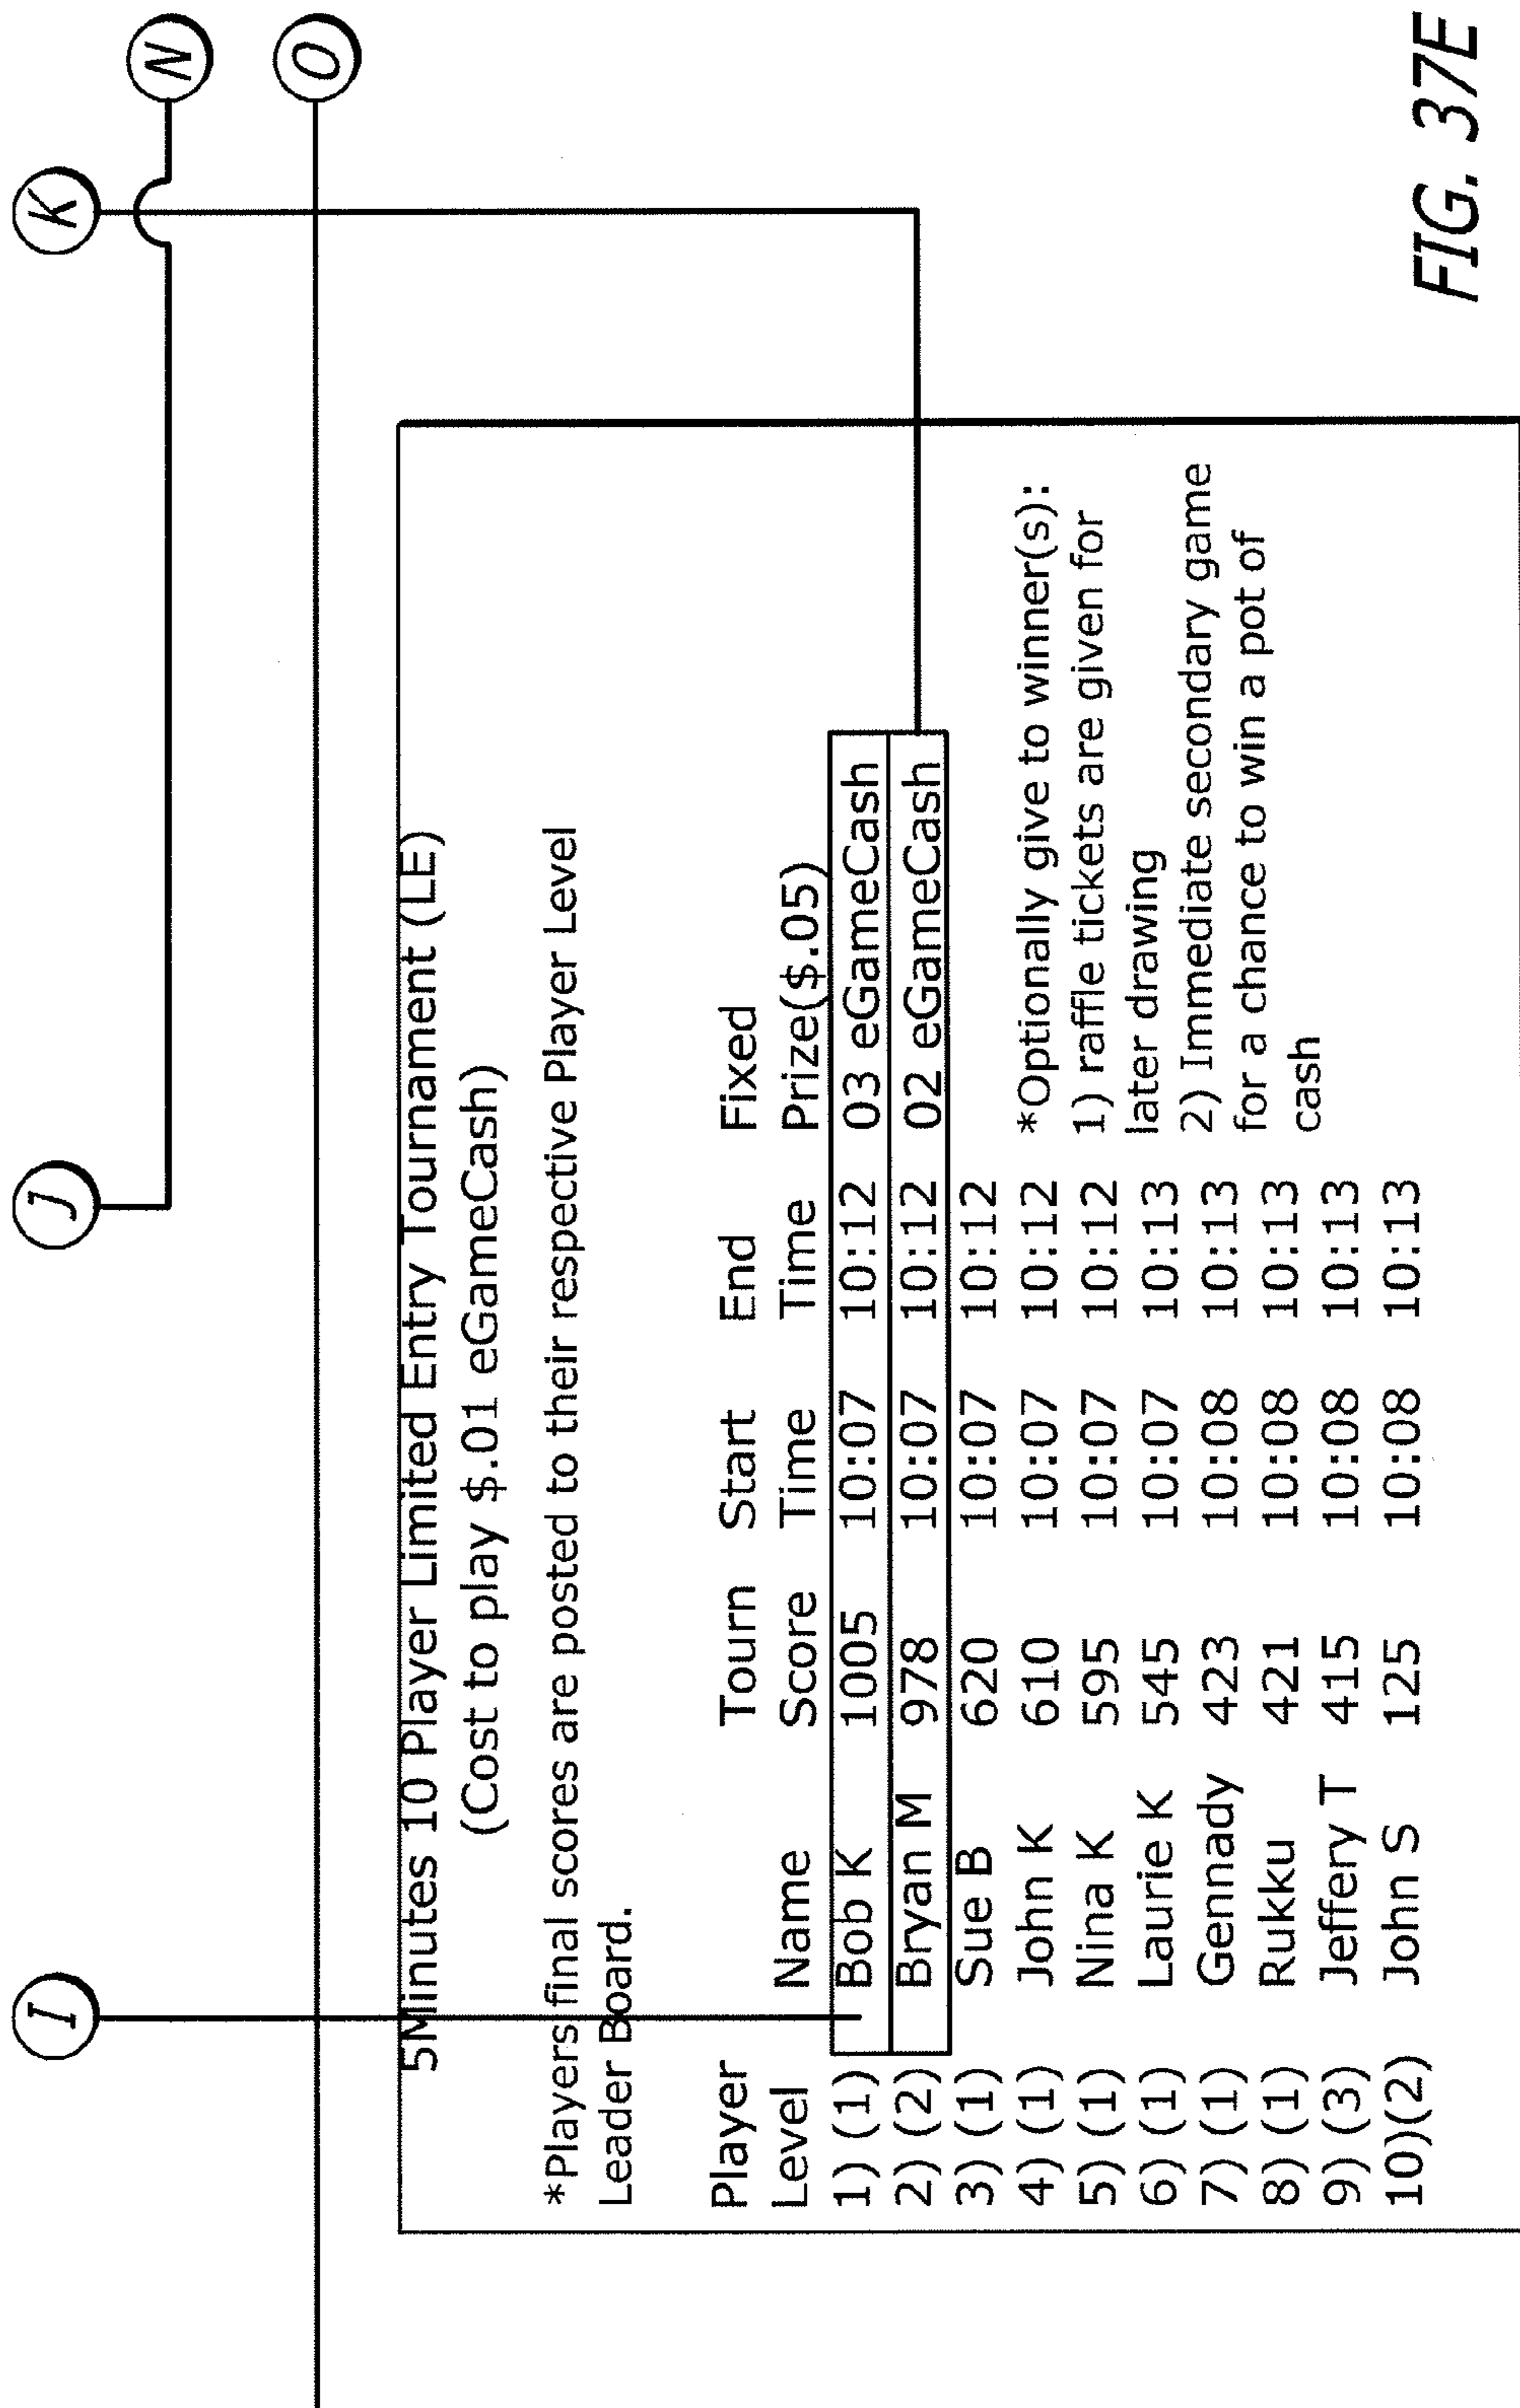 I
J
K
N
O
5Minutes 10 Player Limited Entry Tournament (LE)
(Cost to play $.01 eGameCash)
*Players final scores are posted to their respective Player Level
Leader Board.
Player Tourn Start End Fixed
Level Name Score Time Time Prize($.05)
1) (1) Bob K 1005 10:07 10:12 03 eGameCash
2) (2) Bryan M 978 10:07 10:12 02 eGameCash
3) (1) Sue B 620 10:07 10:12
4) (1) John K 610 10:07 10:12
5) (1) Nina K 595 10:07 10:12
6) (1) Laurie K 545 10:07 10:13
7) (1) Gennady 423 10:08 10:13
8) (1) Rukku 421 10:08 10:13
9) (3) Jeffery T 415 10:08 10:13
10)(2) John S 125 10:08 10:13
*Optionally give to winner(s):
1) raffle tickets are given for
later drawing
2) Immediate secondary game
for a chance to win a pot of
cash
FIG. 37E